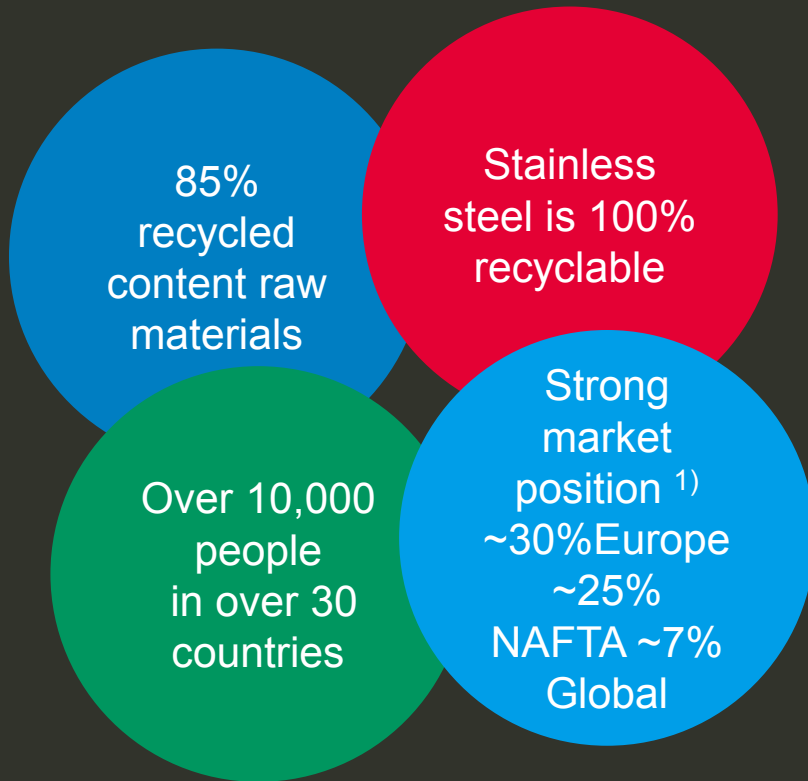 85%
recycled
content raw
materials
Stainless
steel is 100%
recyclable
Over 10,000
people
in over 30
countries
Strong
market
position 1)
~30%Europe
~25%
NAFTA ~7%
Global